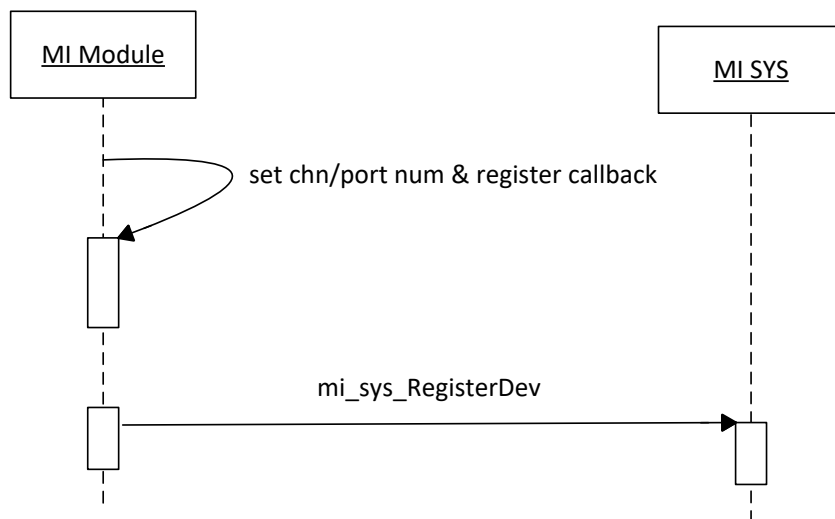 MI Module
MI SYS
set chn/port num & register callback
mi_sys_RegisterDev